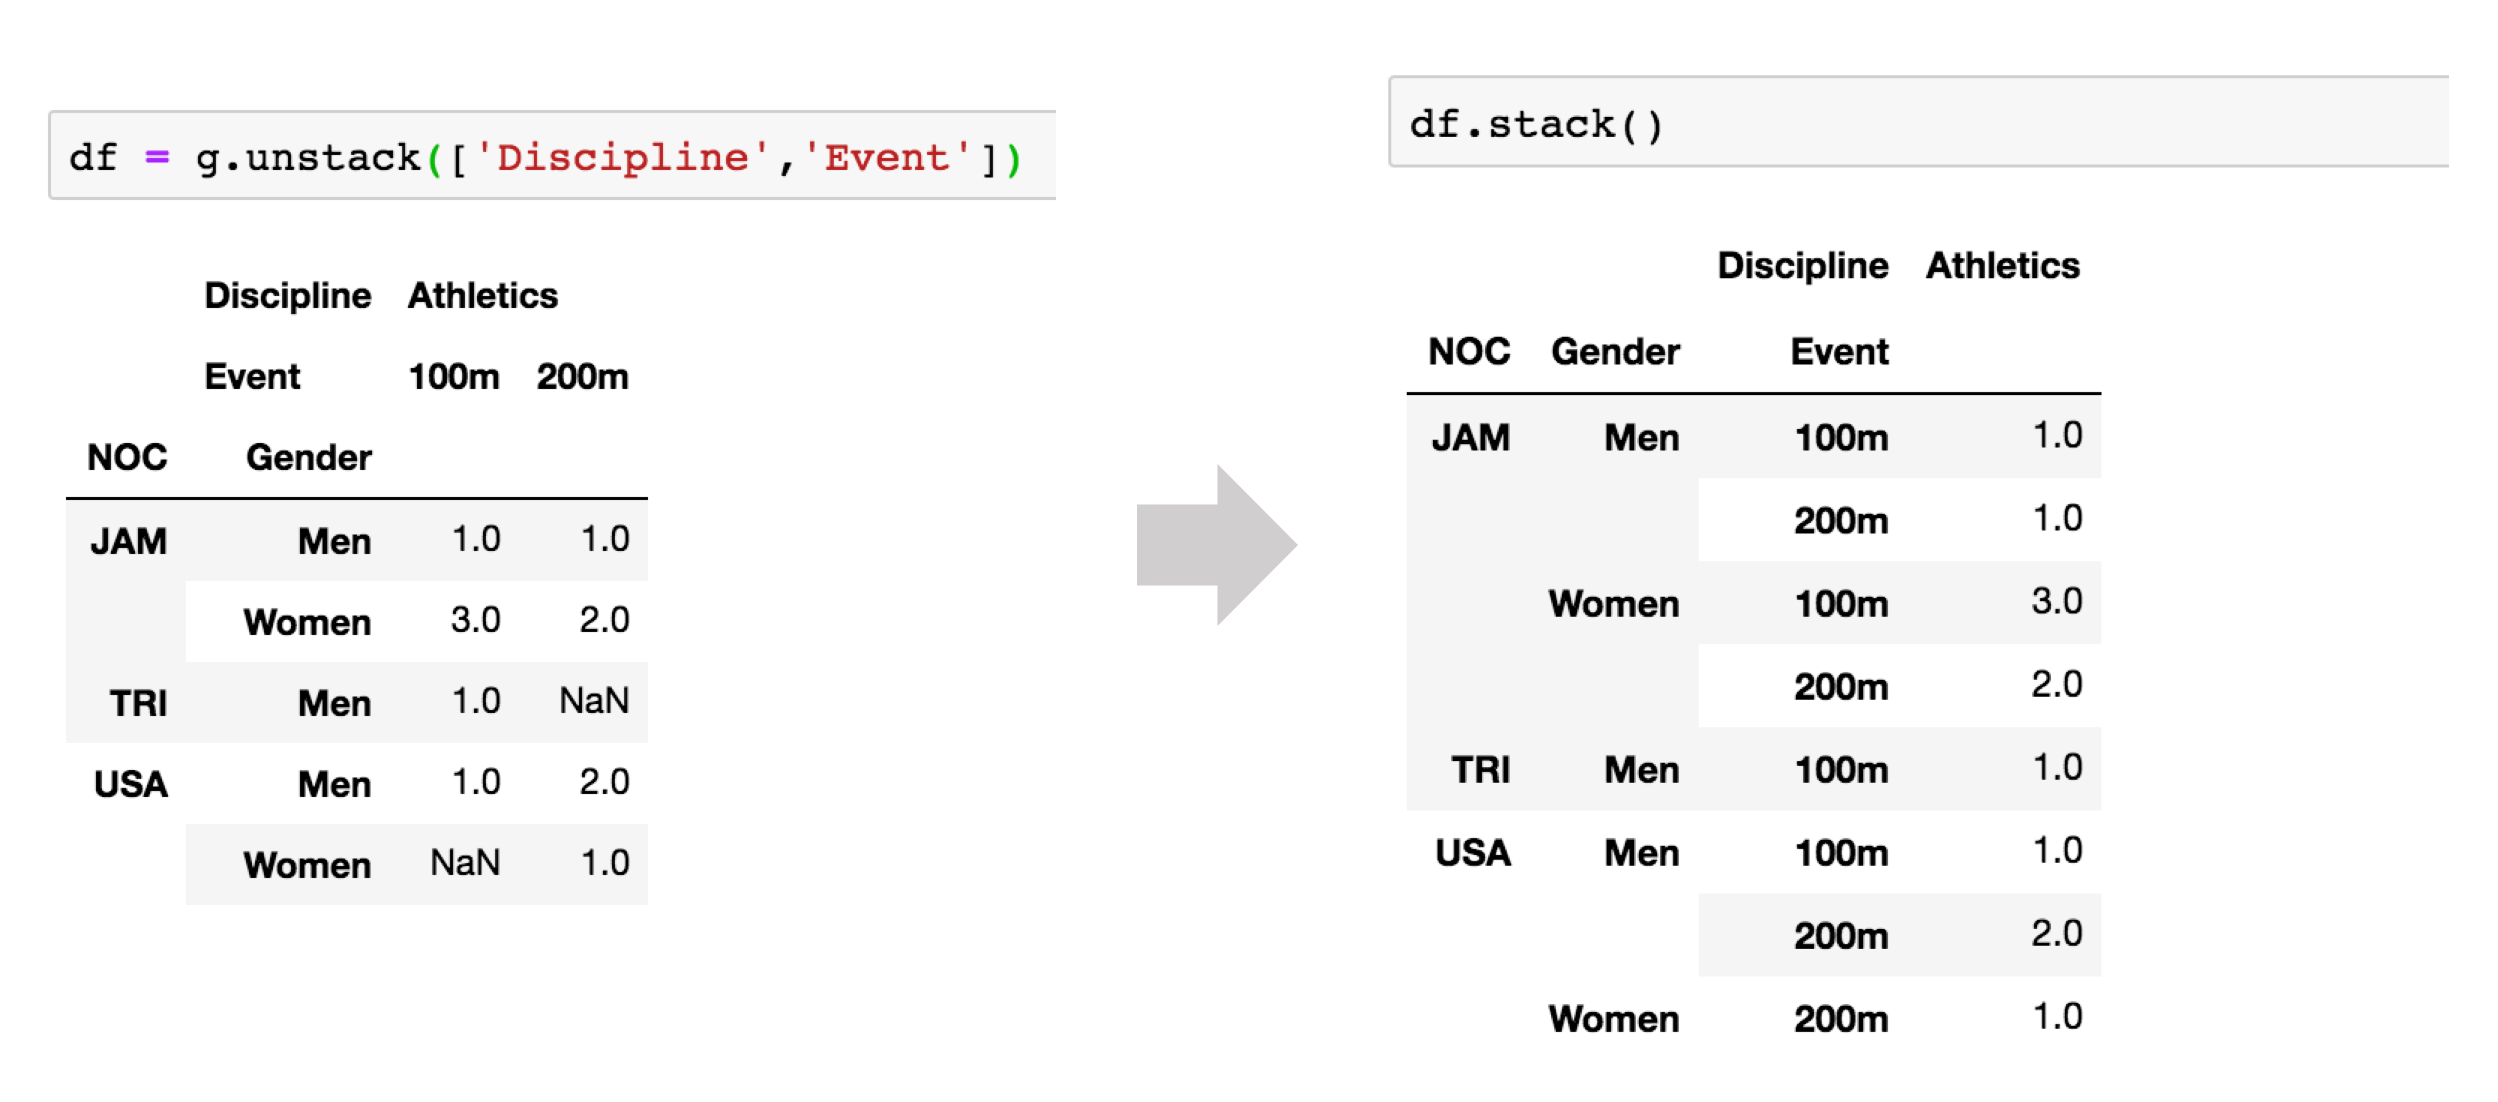 df = g.unstack(['Discipline','Event'])
Discipline Athletics
Event 100m 200m
NOC Gender
JAM Men 1.0 1.0
Women 3.0 2.0
TRI Men 1.0 NaN
USA Men 1.0 2.0
Women NaN 1.0
df.stack()
Discipline Athletics
NOC Gender Event
JAM Men 100m 1.0
200m 1.0
Women 100m 3.0
200m 2.0
TRI Men 100m 1.0
USA Men 100m 1.0
200m 2.0
Women 200m 1.0